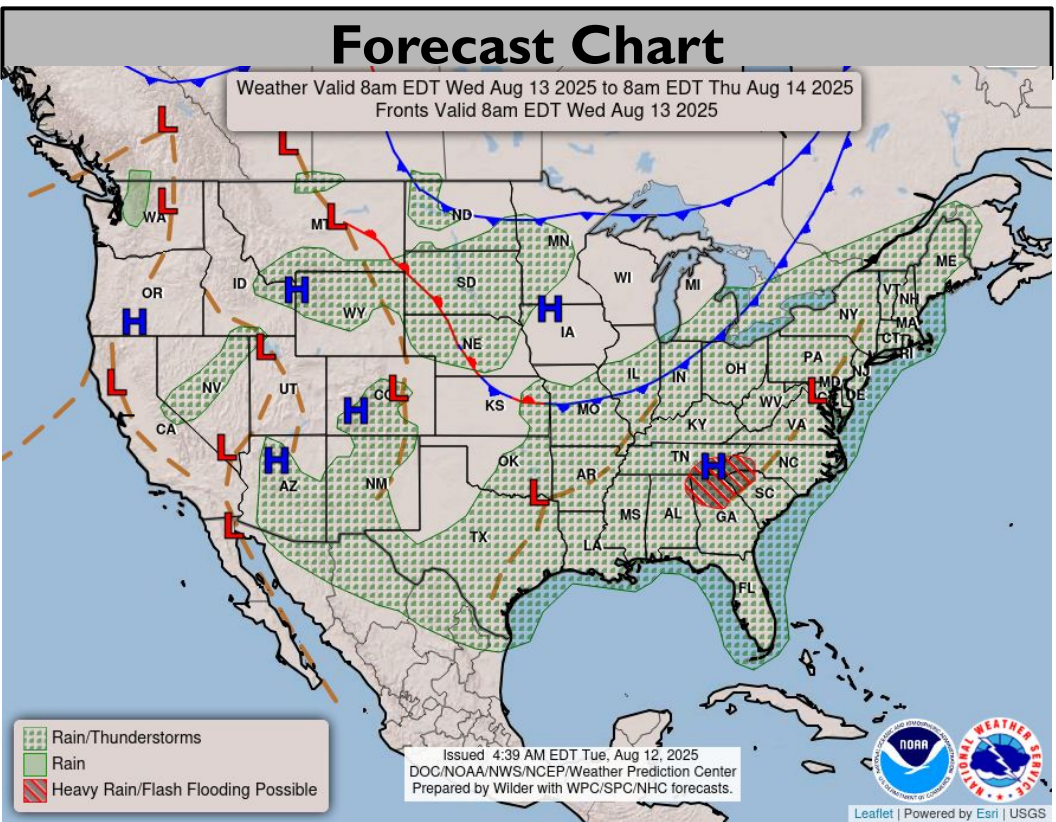 Forecast Chart
Weather Valid 8am EDT Wed Aug 13 2025 to 8am EDT Thu Aug 14 2025
Fronts Valid 8am EDT Wed Aug 13 2025
L
L
L
WA
L
MT
L
ND
MN
ME
OR
ID
H
SD
WI
MI
VT
NH
H
WY
H
IA
NY
MA
CT
RI
L
NE
PA
NJ
NV
UT
L
CO
H
KS
MO
IL
IN
OH
WV
MD
L
DE
VA
CA
L
KY
L
H
AZ
NM
OK
AR
TN
H
NC
SC
L
L
TX
LA
MS
AL
GA
FL
Rain/Thunderstorms
Rain
Heavy Rain/Flash Flooding Possible
Issued 4:39 AM EDT Tue, Aug 12, 2025
DOC/NOAA/NWS/NCEP/Weather Prediction Center
Prepared by Wilder with WPC/SPC/NHC forecasts.
NOAA
NATIONAL WEATHER SERVICE
Leaflet | Powered by Esri | USGS